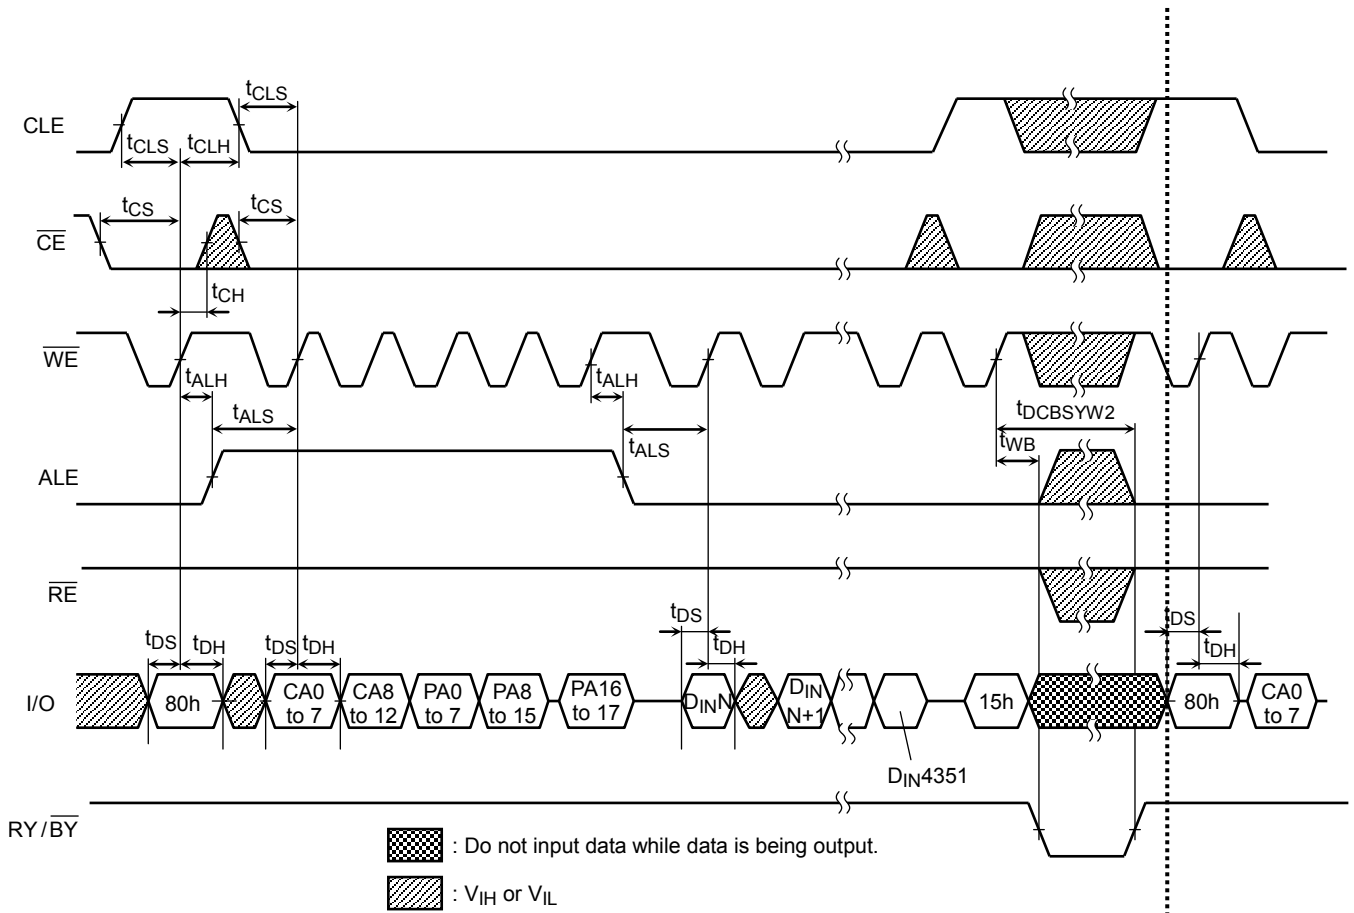 CLE
tCLS
tCLS
tCLH
CE
tCS
tCS
tCH
WE
tALH
tALS
tALH
tALS
tDCBSYW2
tWB
ALE
RE
tDS
tDH
tDS
tDH
tDS
tDH
DS
tDH
I/O
80h
CA0
to 7
CA8
to 12
PA0
to 7
PA8
to 15
PA16
to 17
DINN
DIN
N+1
DIN4351
15h
80h
CA0
to 7
RY/BY
: Do not input data while data is being output.
: VIH or VIL